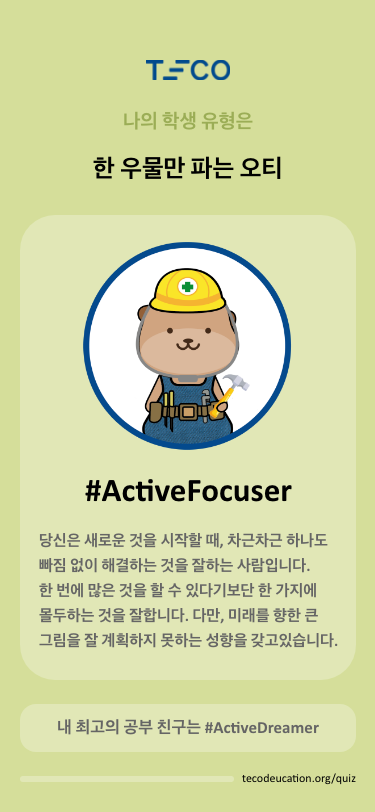 TECO
나의 학생 유형은
한 우물만 파는 오티
#ActiveFocuser
당신은 새로운 것을 시작할 때, 차근차근 하나도
빠짐 없이 해결하는 것을 잘하는 사람입니다.
한 번에 많은 것을 할 수 있다기보단 한 가지에
몰두하는 것을 잘합니다. 다만, 미래를 향한 큰
그림을 잘 계획하지 못하는 성향을 갖고있습니다.
내 최고의 공부 친구는 #ActiveDreamer
tecodeucation.org/quiz